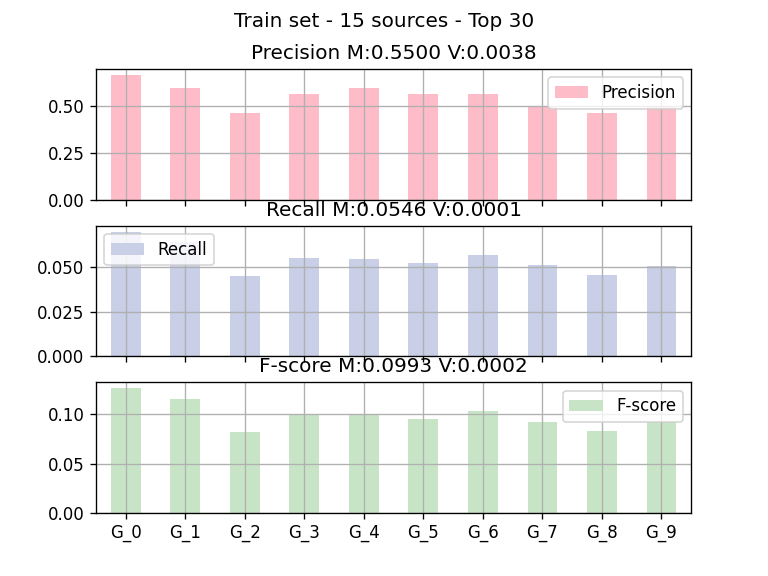 Train set - 15 sources - Top 30
Precision M:0.5500 V:0.0038
0.50
0.25
0.00
Precision
Recall M:0.0546 V:0.0001
0.050
0.025
0.000
Recall
F-score M:0.0993 V:0.0002
0.10
0.05
0.00
F-score
G_0 G_1 G_2 G_3 G_4 G_5 G_6 G_7 G_8 G_9